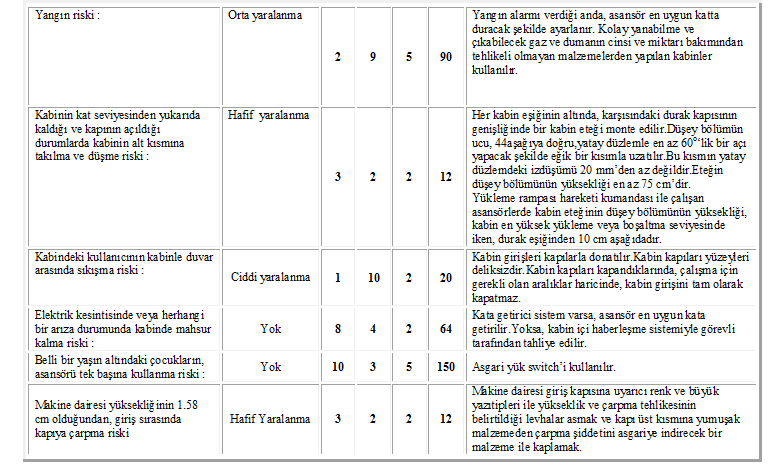 Yangın riski :
Orta yaralanma
2 9 5 90
Yangın alarmı verdiği anda, asansör en uygun katta
duracak şekilde ayarlanır. Kolay yanabilme ve
çıkabilecek gaz ve dumanın cinsi ve miktarı bakımından
tehlikeli olmayan malzemelerden yapılan kabinler
kullanılır.
Kabinin kat seviyesinden yukarıda
kaldığı ve kapının açıldığı
durumlarda kabinin alt kısmına
takılma ve düşme riski :
Hafif yaralanma
3 2 2 12
Her kabin eşiğinin altında, karşısındaki durak kapısının
genişliğinde bir kabin eteği monte edilir.Düşey bölümün
ucu, 44aşağıya doğru,yatay düzlemle en az 60°‘lik bir açı
yapacak şekilde eğik bir kısımla uzatılır.Bu kısmın yatay
düzlemdeki izdüşümü 20 mm’den az değildir.Eteğin
düşey bölümünün yüksekliği en az 75 cm’dir.
Yükleme rampası hareketi kumandası ile çalışan
asansörlerde kabin eteğinin düşey bölümünün yüksekliği,
kabin en yüksek yükleme veya boşaltma seviyesinde
iken, durak eşiğinden 10 cm aşağıdadır.
Kabindeki kullanıcının kabinle duvar
arasında sıkışma riski :
Ciddi yaralanma
1 10 2 20
Kabin girişleri kapılarla donatılır.Kabin kapıları yüzeyleri
deliksizdir.Kabin kapıları kapandıklarında, çalışma için
gerekli olan aralıklar haricinde, kabin girişini tam olarak
kapatmaz.
Elektrik kesintisinde veya herhangi
bir arıza durumunda kabinde mahsur
kalma riski :
Yok
8 4 2 64
Kata getirici sistem varsa, asansör en uygun kata
getirilir.Yoksa, kabin içi haberleşme sistemiyle görevli
tarafından tahliye edilir.
Belli bir yaşın altındaki çocukların,
asansörü tek başına kullanma riski :
Yok
10 3 5 150
Asgari yük switch’i kullanılır.
Makine dairesi yüksekliğinin 1.58
cm olduğundan, giriş sırasında
kapıya çarpma riski
Hafif Yaralanma
3 2 2 12
Makine dairesi giriş kapısına uyarıcı renk ve büyük
yazıtipleri ile yükseklik ve çarpma tehlikesinin
belirtildiği levhalar asmak ve kapı üst kısmına yumuşak
malzemeden çarpma şiddetini asgariye indirecek bir
malzeme ile kaplamak.